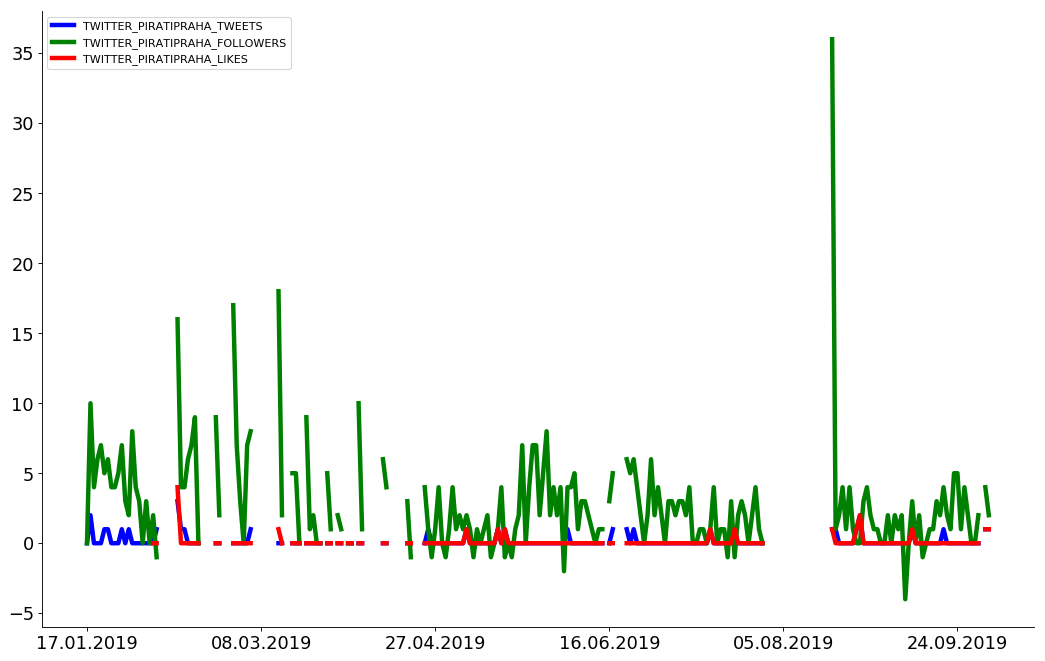 TWITTER_PIRATIPRAHA_TWEETS
TWITTER_PIRATIPRAHA_FOLLOWERS
TWITTER_PIRATIPRAHA_LIKES
35
30
25
20
15
10
5
0
−5
17.01.2019 08.03.2019 27.04.2019 16.06.2019 05.08.2019 24.09.2019